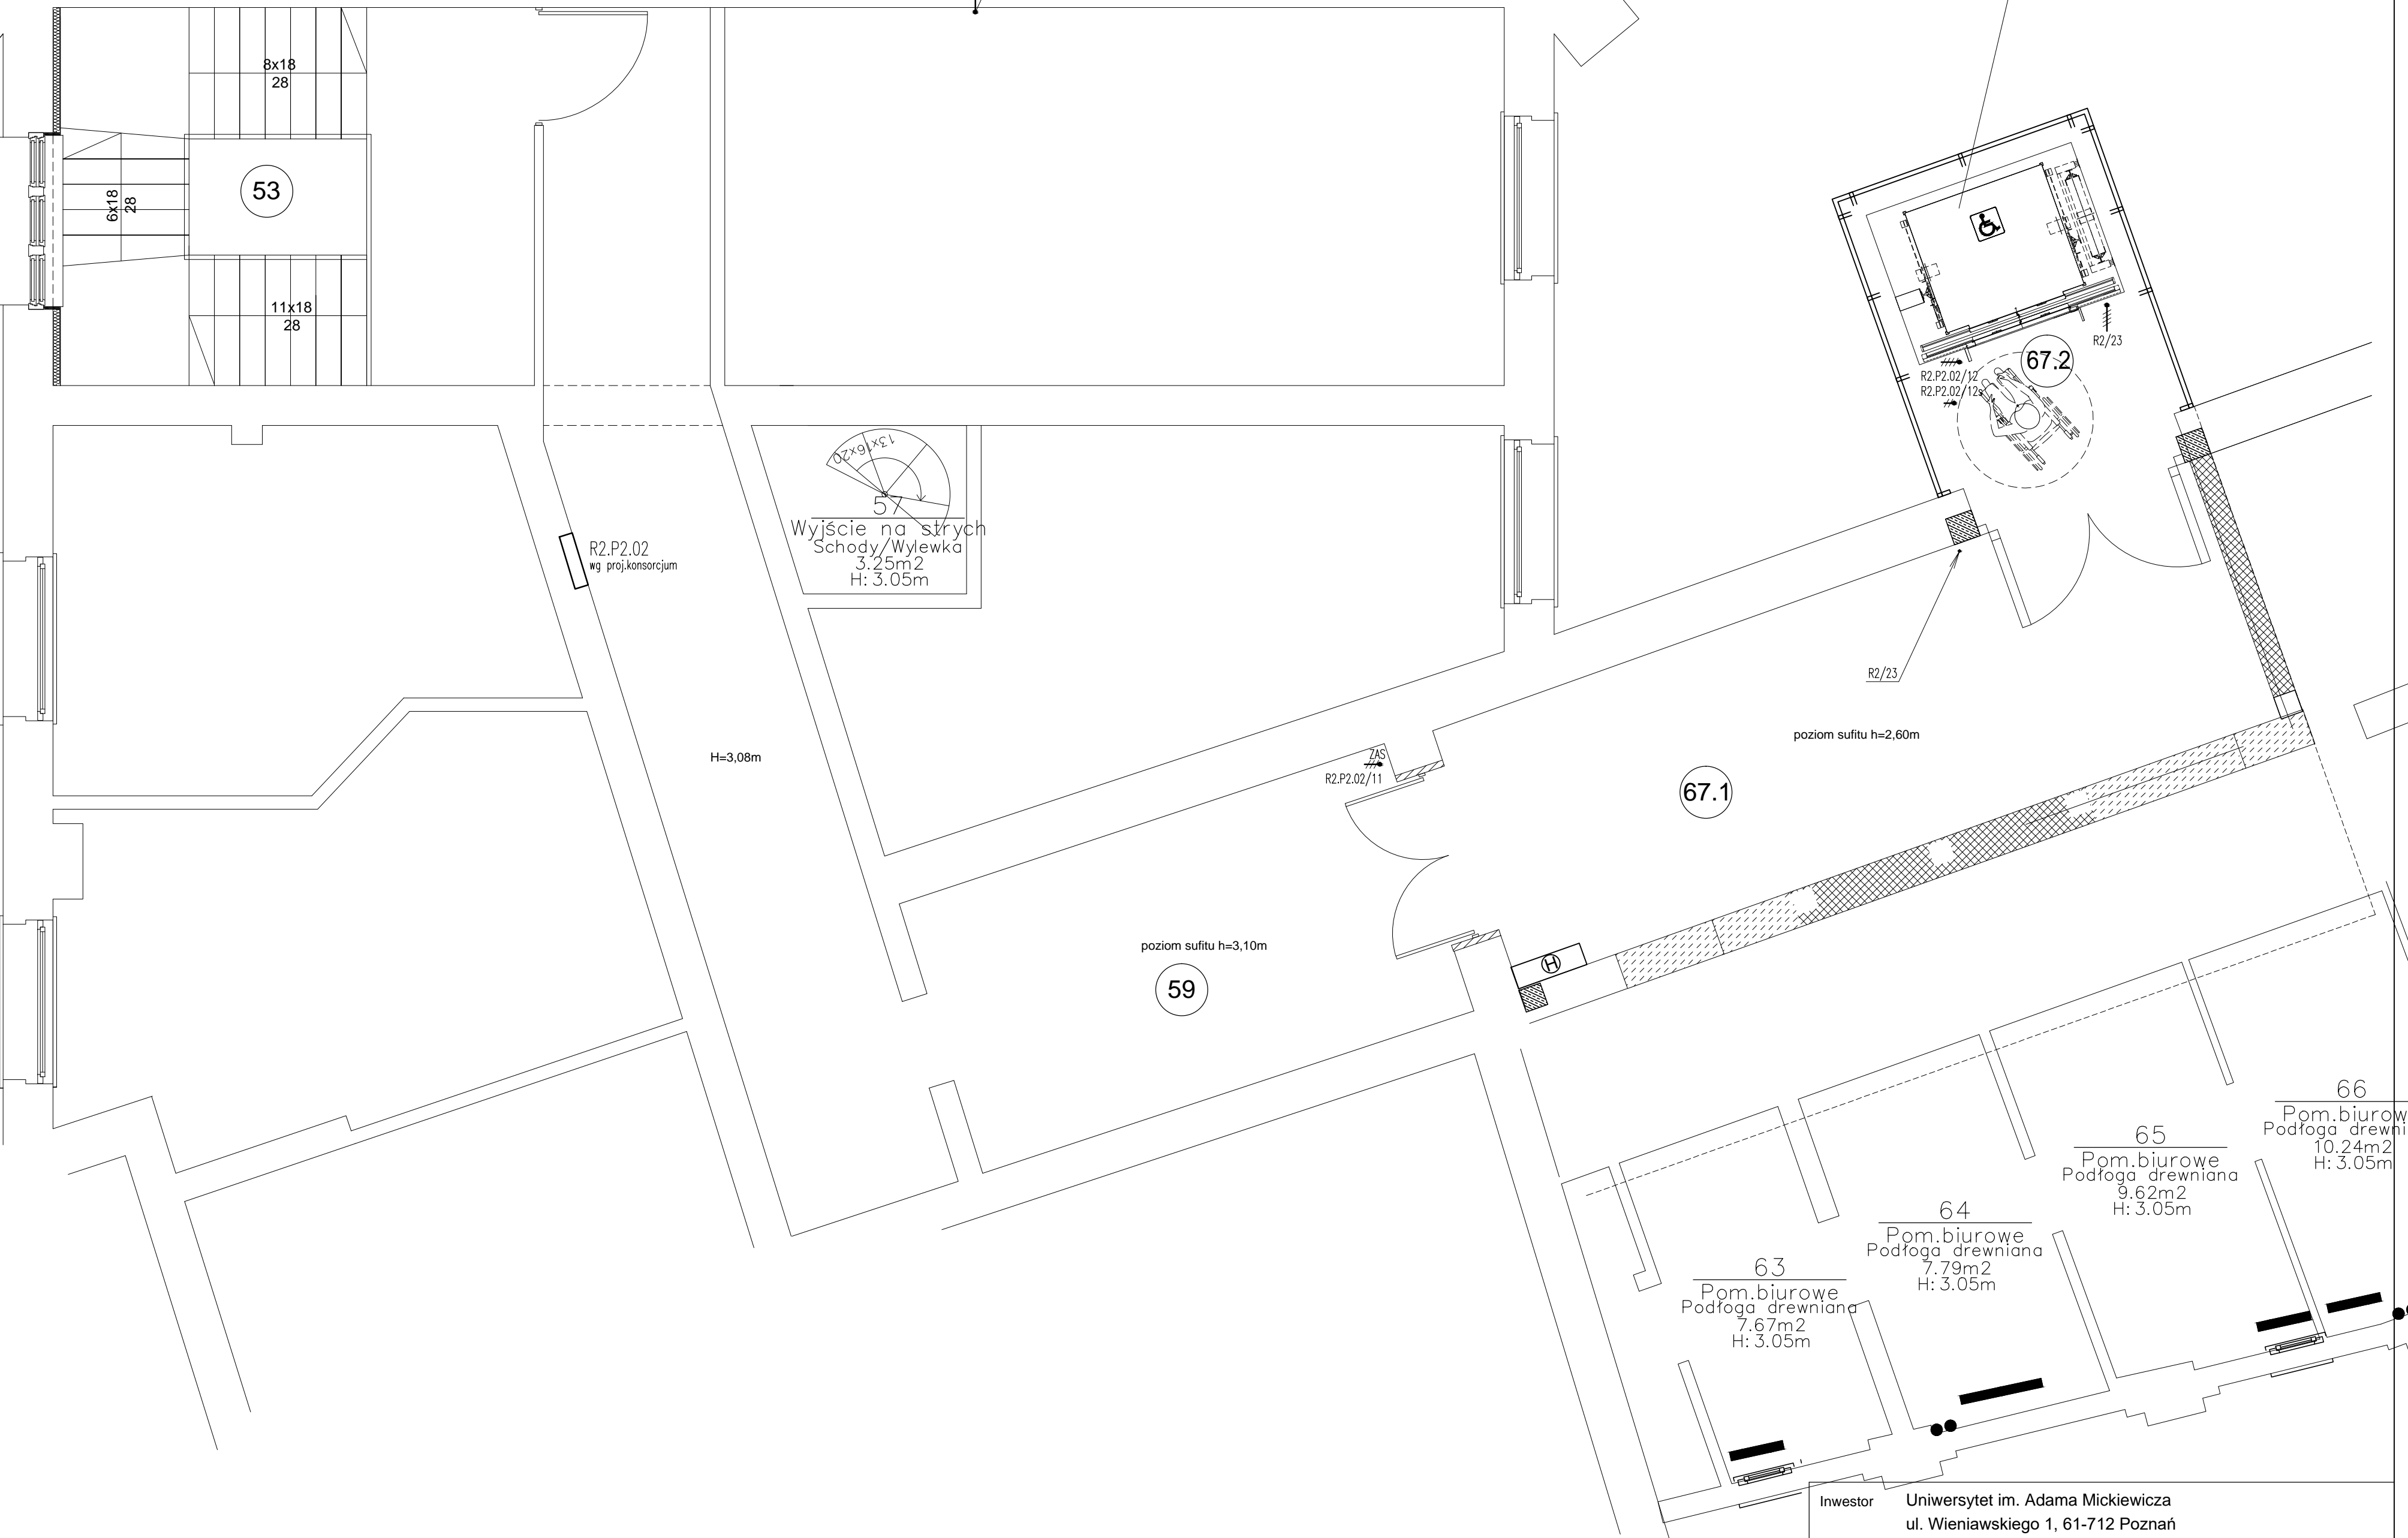 8x18
28
53
6x18
28
11x18
28
R2/23
67.2
R2.P2.02/12
R2.P2.02/12s
13x16x20
57
Wyjście na strych
Schody/Wylewka
3.25m2
H: 3.05m
R2.P2.02
wg proj.konsorcjum
R2/23
poziom sufitu h=2,60m
H=3,08m
ZAS
R2.P2.02/11
67.1
poziom sufitu h=3,10m
59
H
66
Pom.biurow
Podłoga drewni
10.24m2
H: 3.05m
65
Pom.biurowe
Podłoga drewniana
9.62m2
H: 3.05m
64
Pom.biurowe
Podłoga drewniana
7.79m2
H: 3.05m
63
Pom.biurowe
Podłoga drewniana
7.67m2
H: 3.05m
Inwestor Uniwersytet im. Adama Mickiewicza
ul. Wieniawskiego 1, 61-712 Poznań